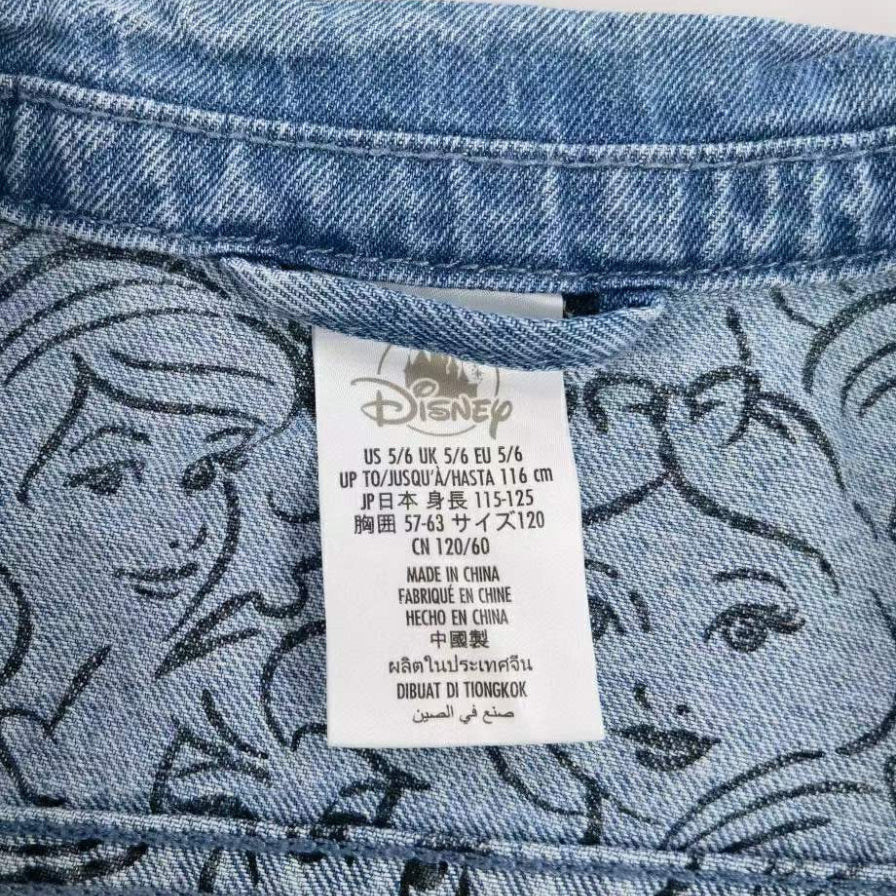 Disney
US 5/6 UK 5/6 EU 5/6
UP TO/JUSQU'À/HASTA 116 cm
JP日本 身長 115-125
胸囲 57-63 サイズ120
CN 120/60
MADE IN CHINA
FABRIQUÉ EN CHINE
HECHO EN CHINA
中國製
ผลิตในประเทศจีน
DIBUAT DI TIONGKOK
صنع في الصين